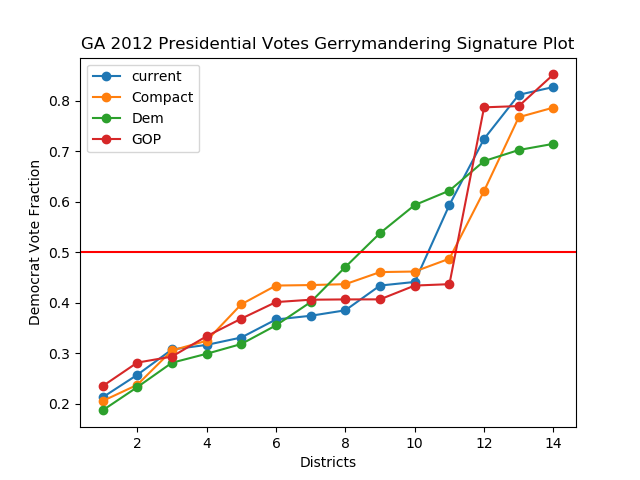 GA 2012 Presidential Votes Gerrymandering Signature Plot
current
Compact
Dem
GOP
Democrat Vote Fraction
0.8
0.7
0.6
0.5
0.4
0.3
0.2
2 4 6 8 10 12 14
Districts